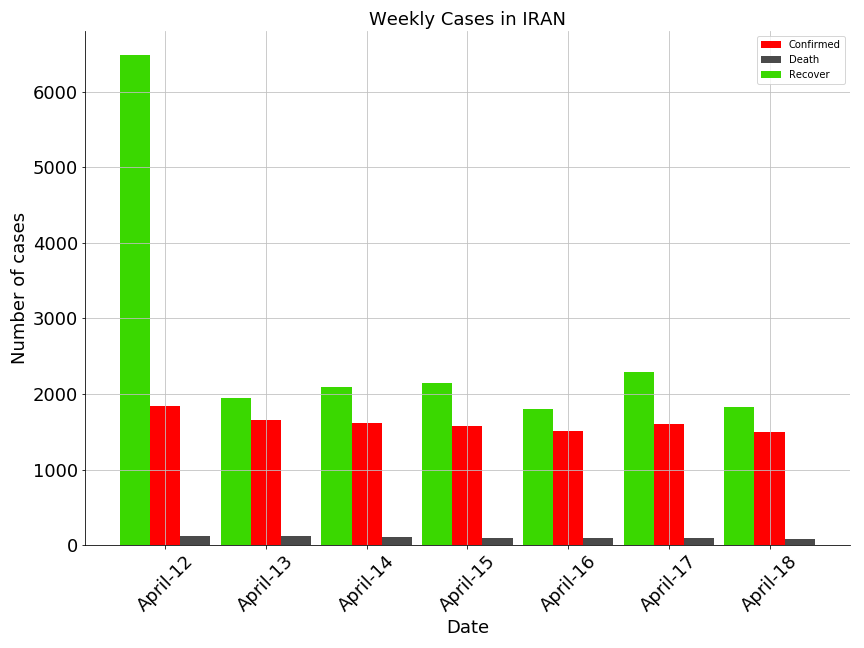 Weekly Cases in IRAN
Confirmed
Death
Recover
Number of cases
6000
5000
4000
3000
2000
1000
0
April-12
April-13
April-14
April-15
April-16
April-17
April-18
Date